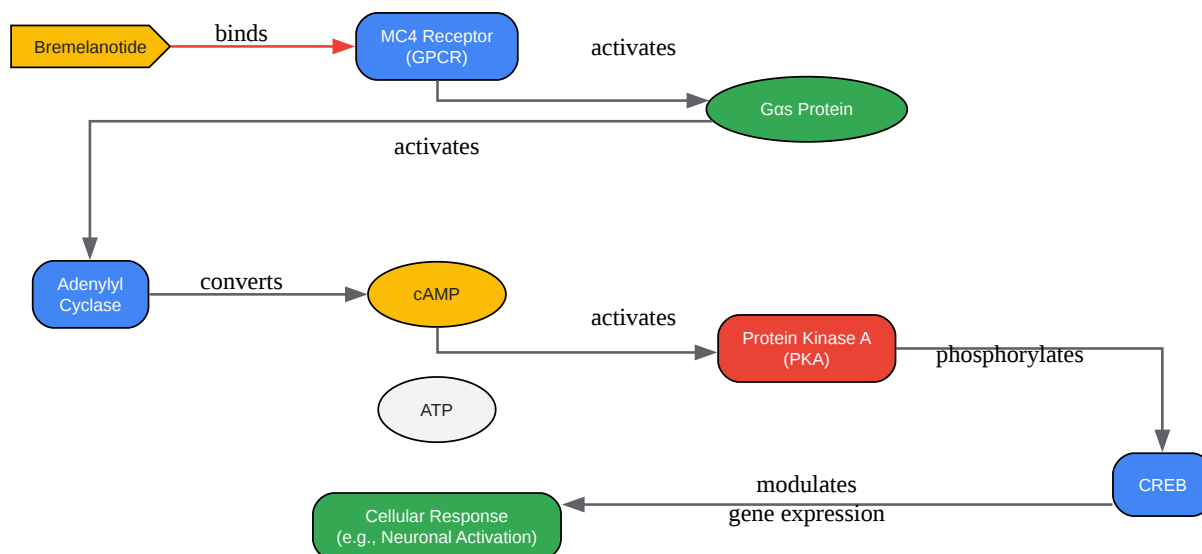 Bremelanotide
binds
MC4 Receptor
(GPCR)
activates
Gαs Protein
activates
Adenylyl
Cyclase
converts
cAMP
activates
Protein Kinase A
(PKA)
phosphorylates
ATP
CREB
modulates
gene expression
Cellular Response
(e.g., Neuronal Activation)